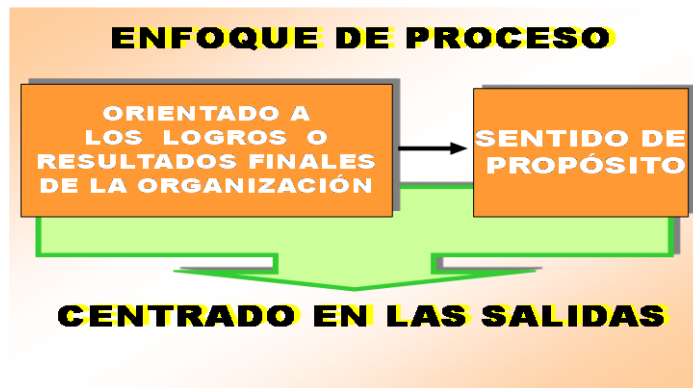 ENFOQUE DE PROCESO
ORIENTADO A
LOS LOGROS O
RESULTADOS FINALES
DE LA ORGANIZACIÓN
SENTIDO DE
PROPÓSITO
CENTRADO EN LAS SALIDAS